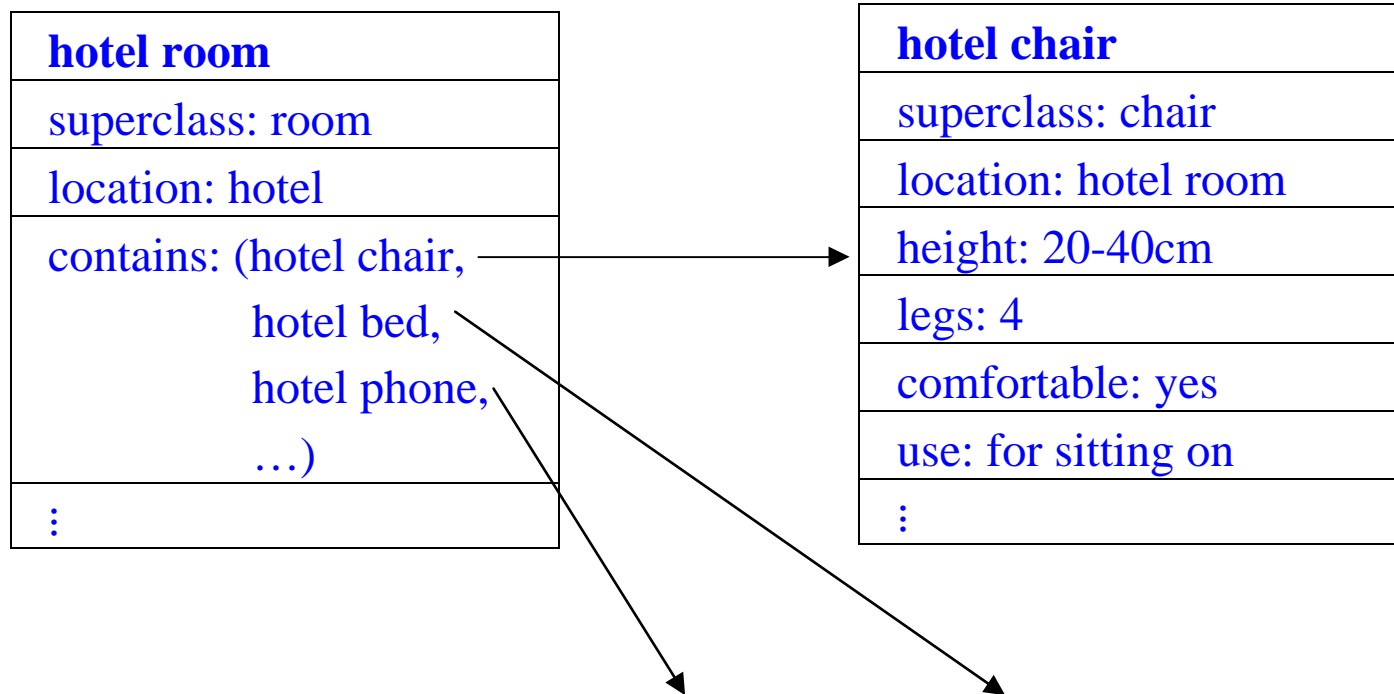 hotel room
superclass: room
location: hotel
contains: (hotel chair,
hotel bed,
hotel phone,
…)
⋮
hotel chair
superclass: chair
location: hotel room
height: 20-40cm
legs: 4
comfortable: yes
use: for sitting on
⋮